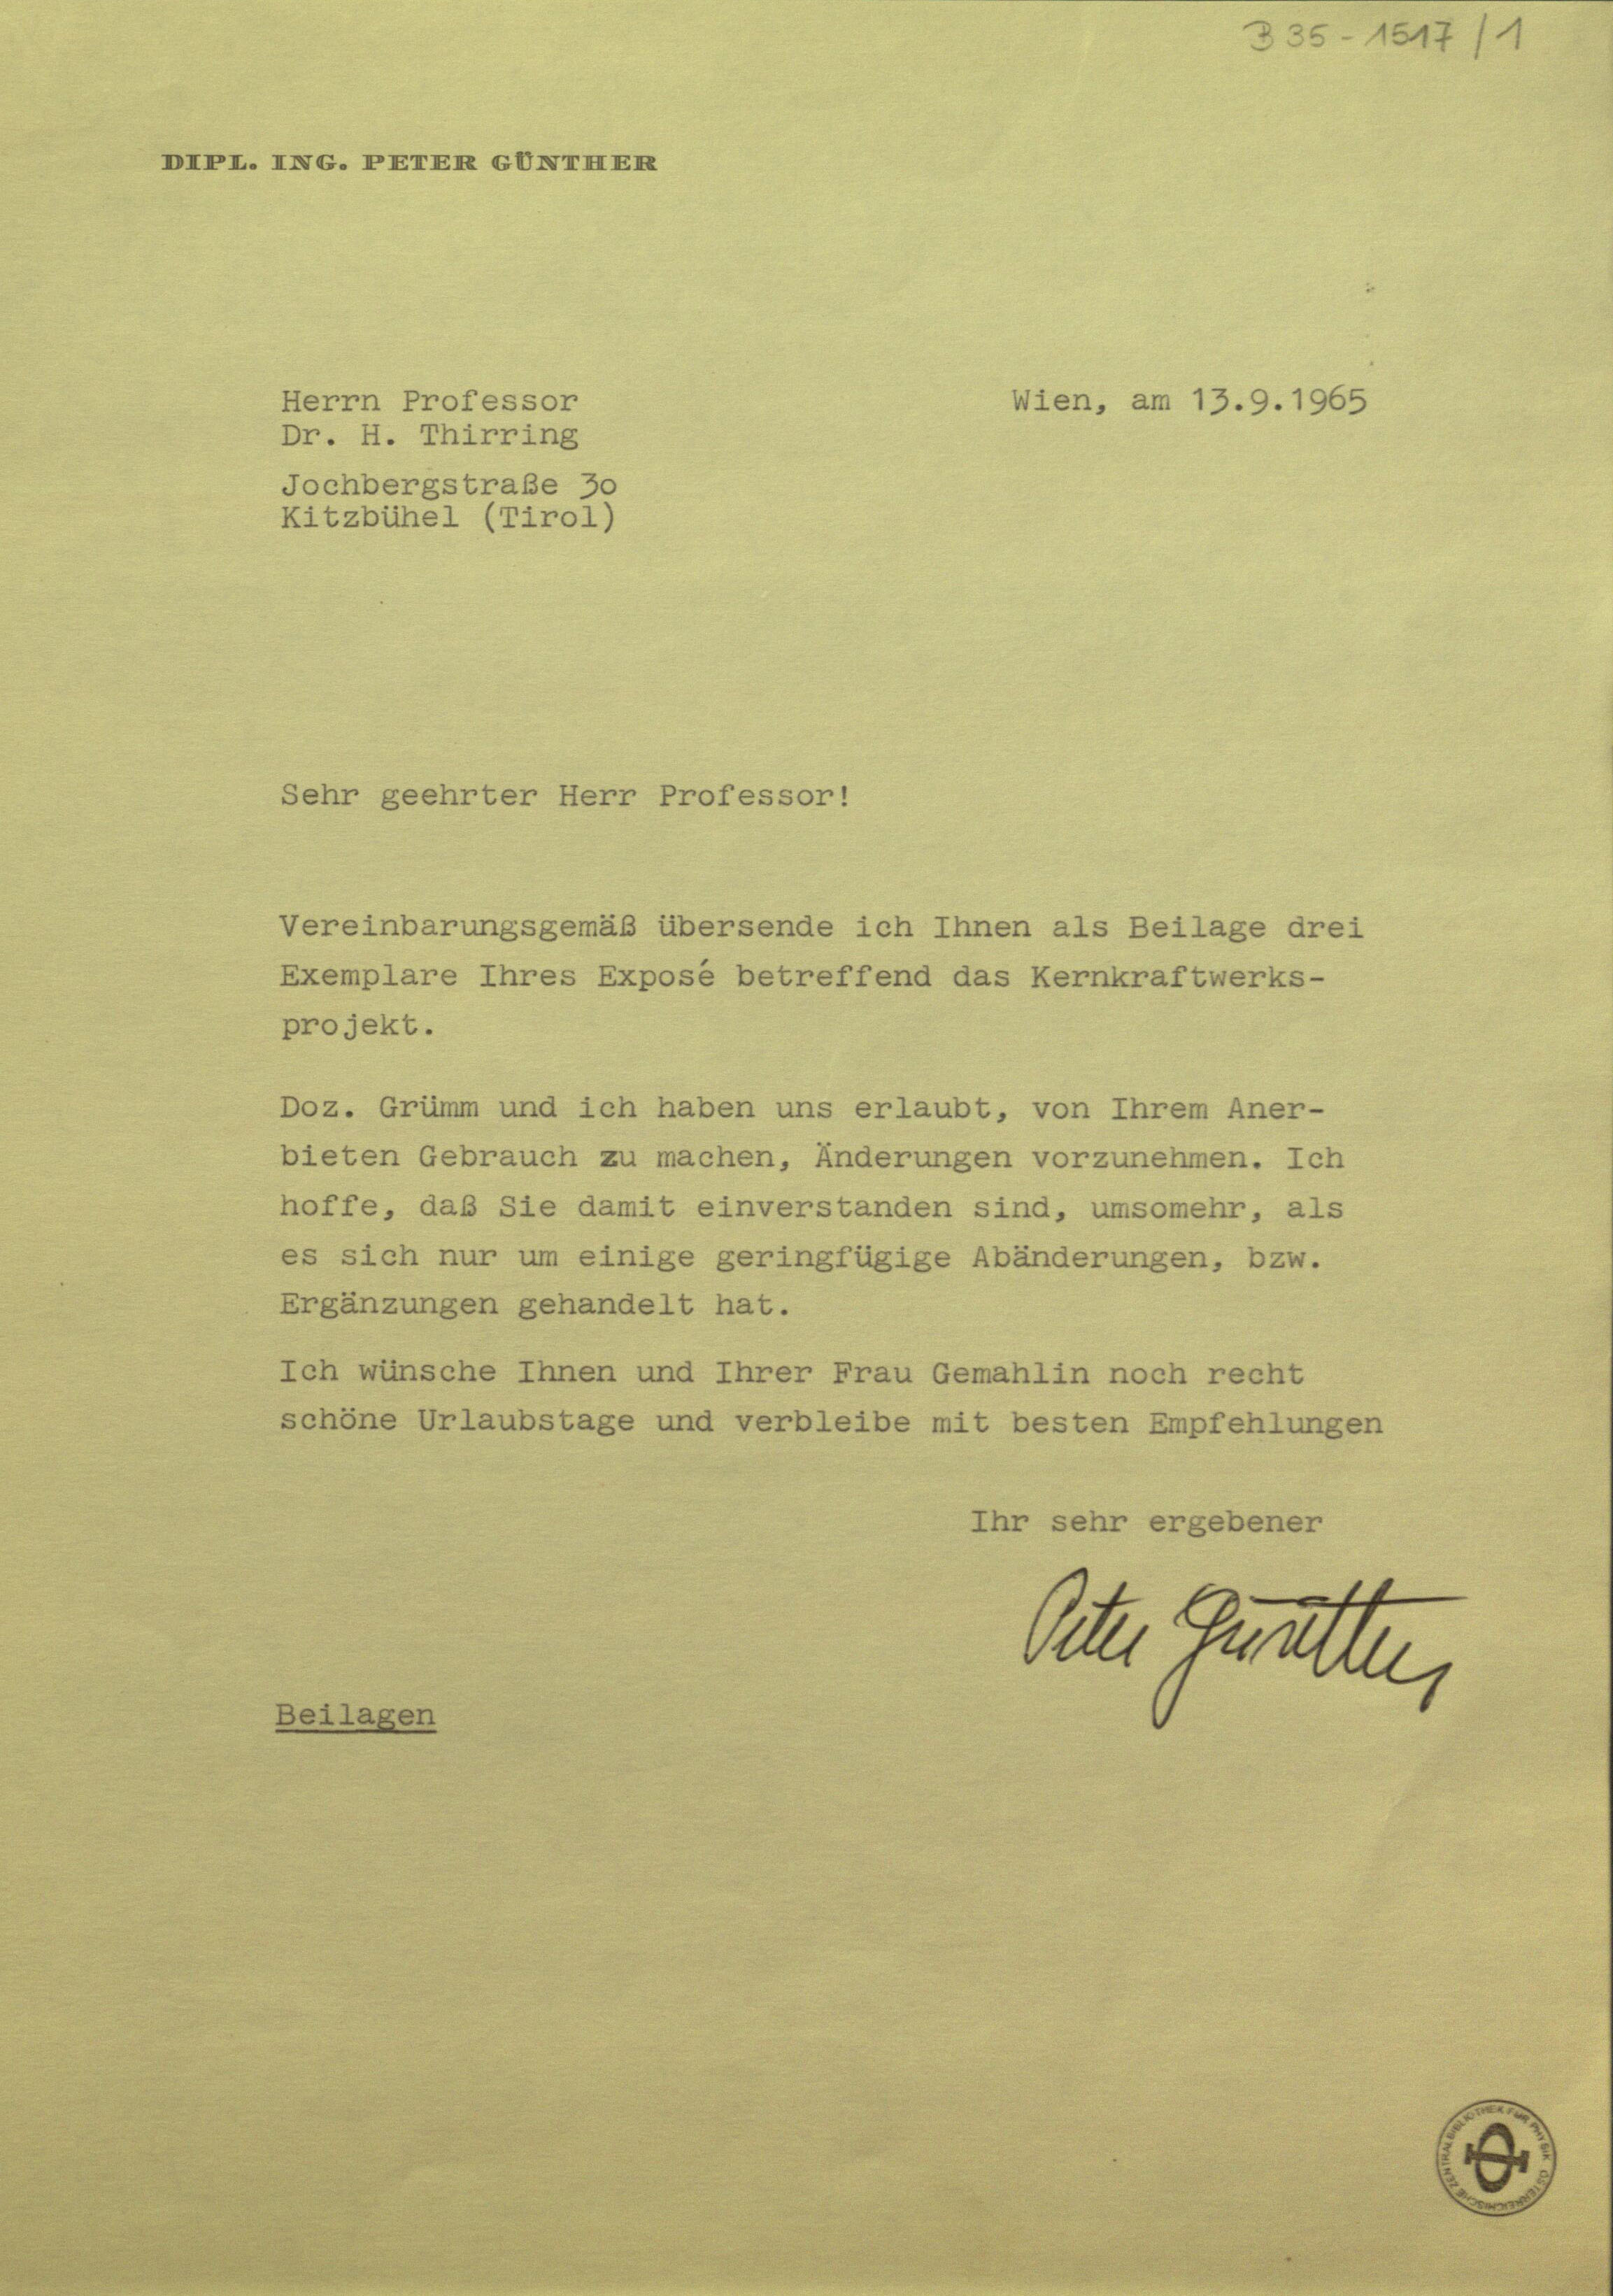 B 35 - 1517 / 1
DIPL. ING. PETER GÜNTHER
Herrn Professor
Dr. H. Thirring
Jochbergstraße 30
Kitzbühel (Tirol)
Wien, am 13.9.1965
Sehr geehrter Herr Professor!
Vereinbarungsgemäß übersende ich Ihnen als Beilage drei
Exemplare Ihres Exposé betreffend das Kernkraftwerks-
projekt.
Doz. Grümm und ich haben uns erlaubt, von Ihrem Aner-
bieten Gebrauch zu machen, Änderungen vorzunehmen. Ich
hoffe, daß Sie damit einverstanden sind, umsomehr, als
es sich nur um einige geringfügige Abänderungen, bzw.
Ergänzungen gehandelt hat.
Ich wünsche Ihnen und Ihrer Frau Gemahlin noch recht
schöne Urlaubstage und verbleibe mit besten Empfehlungen
Ihr sehr ergebener
Peter Günther
Beilagen
ÖSTERREICHISCHE ZENTRALBIBLIOTHEK FÜR PHYSIK